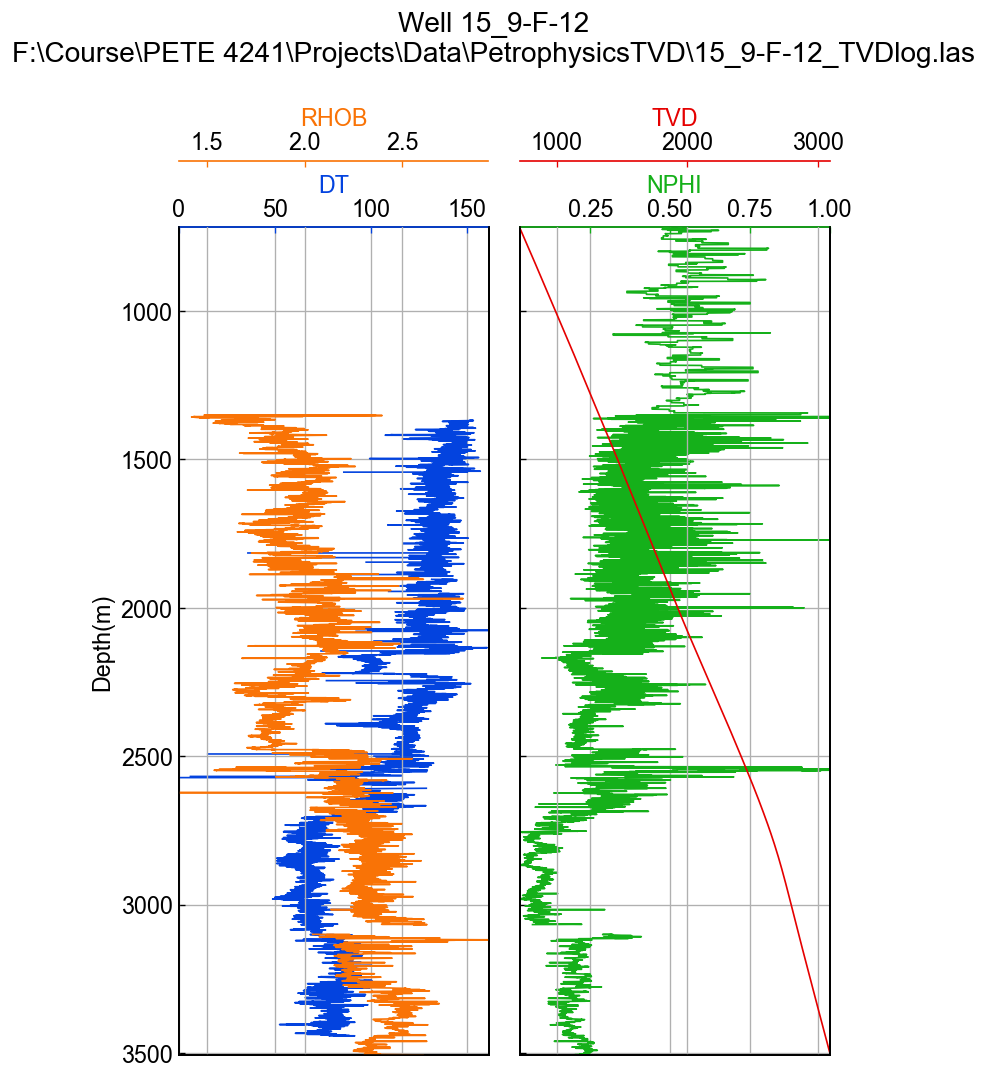 Well 15_9-F-12
F:\Course\PETE 4241\Projects\Data\PetrophysicsTVD\15_9-F-12_TVDlog.las
RHOB
1.5 2.0 2.5
DT
0 50 100 150
TVD
1000 2000 3000
NPHI
0.25 0.50 0.75 1.00
Depth(m)
1000
1500
2000
2500
3000
3500